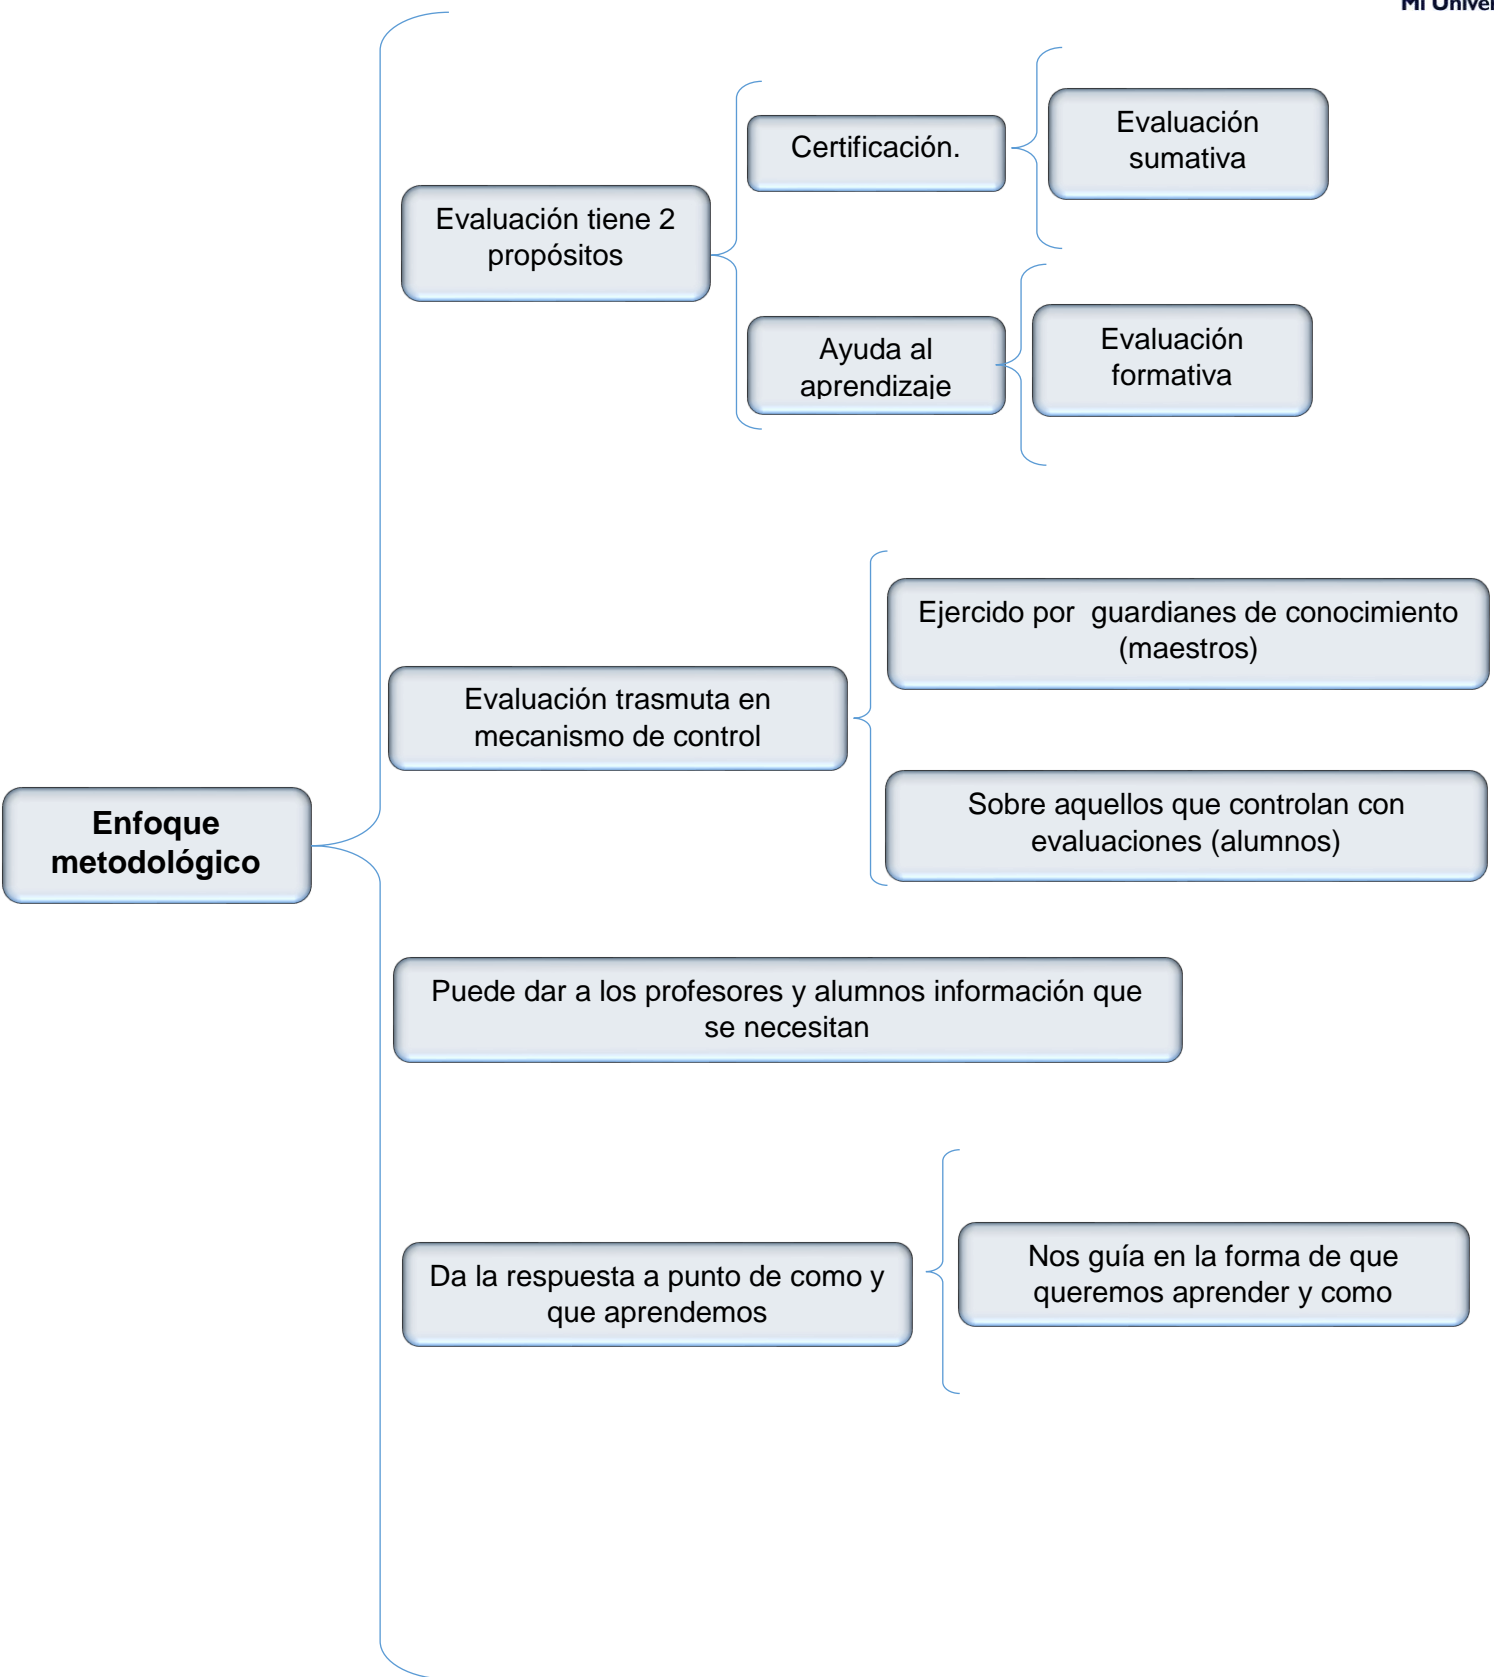 Certificación.
Evaluación
sumativa
Evaluación tiene 2
propósitos
Ayuda al
aprendizaje
Evaluación
formativa
Ejercido por  guardianes de conocimiento
(maestros)
Evaluación trasmuta en
mecanismo de control
Sobre aquellos que controlan con
evaluaciones (alumnos)
Enfoque
metodológico
Puede dar a los profesores y alumnos información que
se necesitan
Da la respuesta a punto de como y
que aprendemos
Nos guía en la forma de que
queremos aprender y como